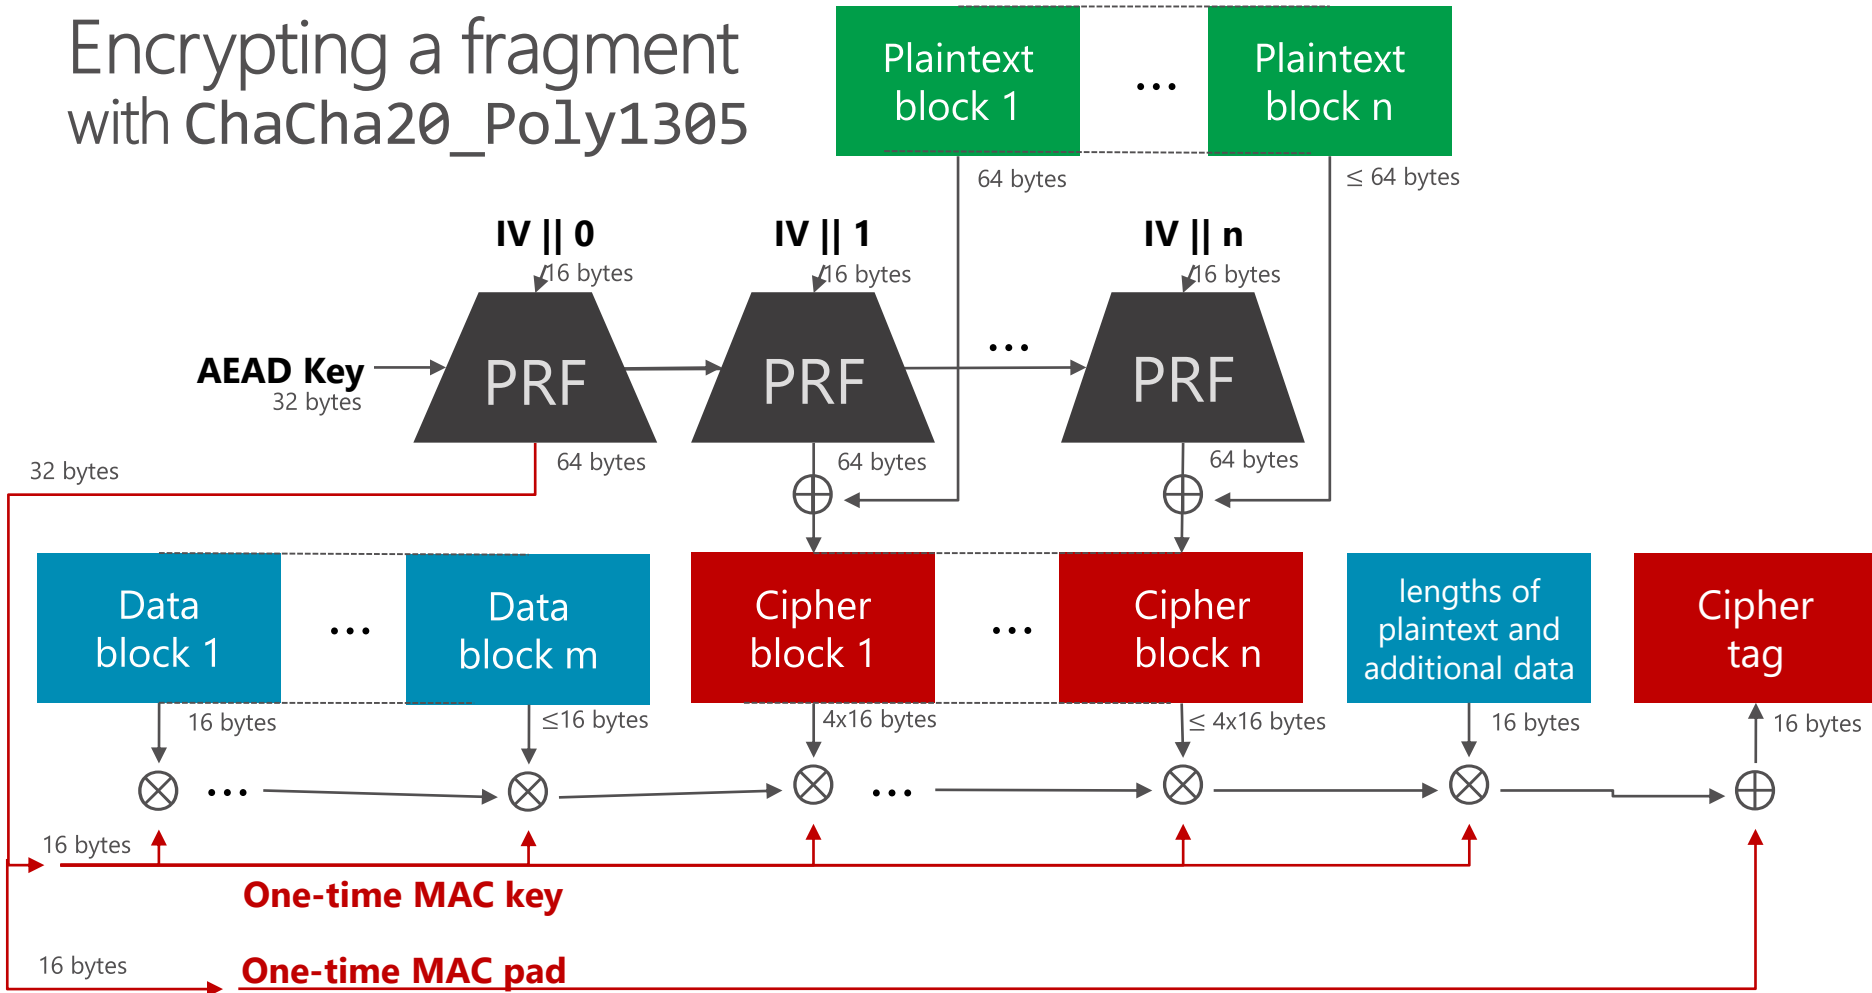 Encrypting a fragment
with ChaCha20_Poly1305
Plaintext
block 1
...
Plaintext
block n
64 bytes
≤ 64 bytes
IV || 0
16 bytes
IV || 1
16 bytes
IV || n
16 bytes
AEAD Key
32 bytes
PRF
PRF
...
PRF
32 bytes
64 bytes
64 bytes
64 bytes
Data
block 1
...
Data
block m
Cipher
block 1
...
Cipher
block n
lengths of
plaintext and
additional data
Cipher
tag
16 bytes
≤16 bytes
4x16 bytes
≤ 4x16 bytes
16 bytes
16 bytes
...
...
16 bytes
One-time MAC key
16 bytes
One-time MAC pad